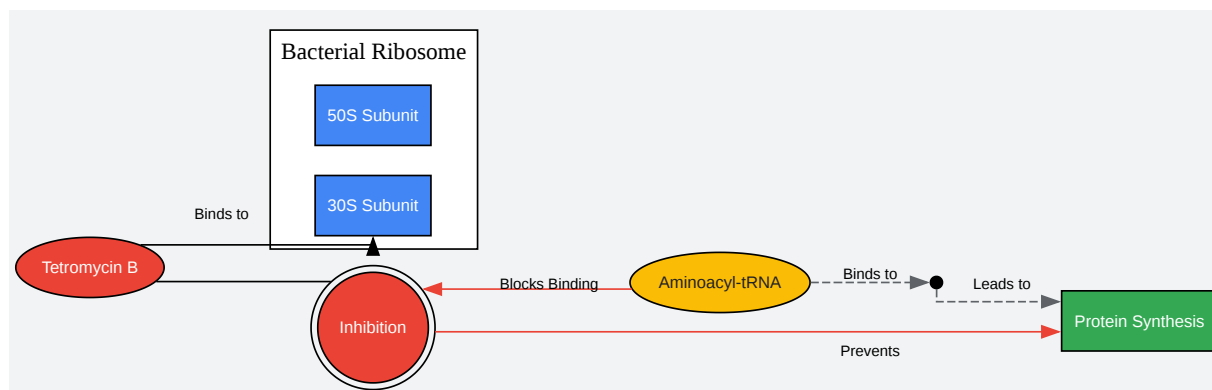 Bacterial Ribosome
50S Subunit
30S Subunit
Binds to
Tetromycin B
Inhibition
Blocks Binding
Aminoacyl-tRNA
Binds to
Leads to
Protein Synthesis
Prevents